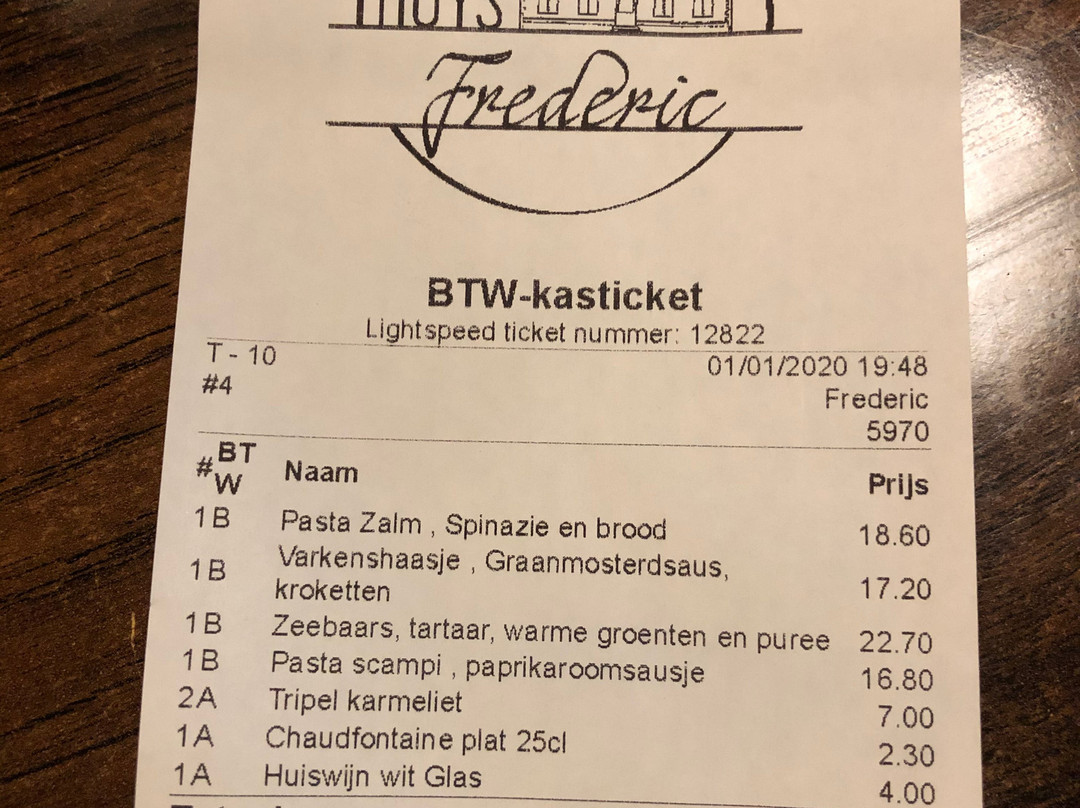 THUYS
Frederic
BTW-kasticket
Lightspeed ticket nummer: 12822
T - 10 01/01/2020 19:48
#4 Frederic
5970
# BTW Naam Prijs
1B Pasta Zalm , Spinazie en brood 18.60
1B Varkenshaasje , Graanmosterdsaus, 17.20
kroketten
1B Zeebaars, tartaar, warme groenten en puree 22.70
1B Pasta scampi , paprikaroomsausje 16.80
2A Tripel karmeliet 7.00
1A Chaudfontaine plat 25cl 2.30
1A Huiswijn wit Glas 4.00